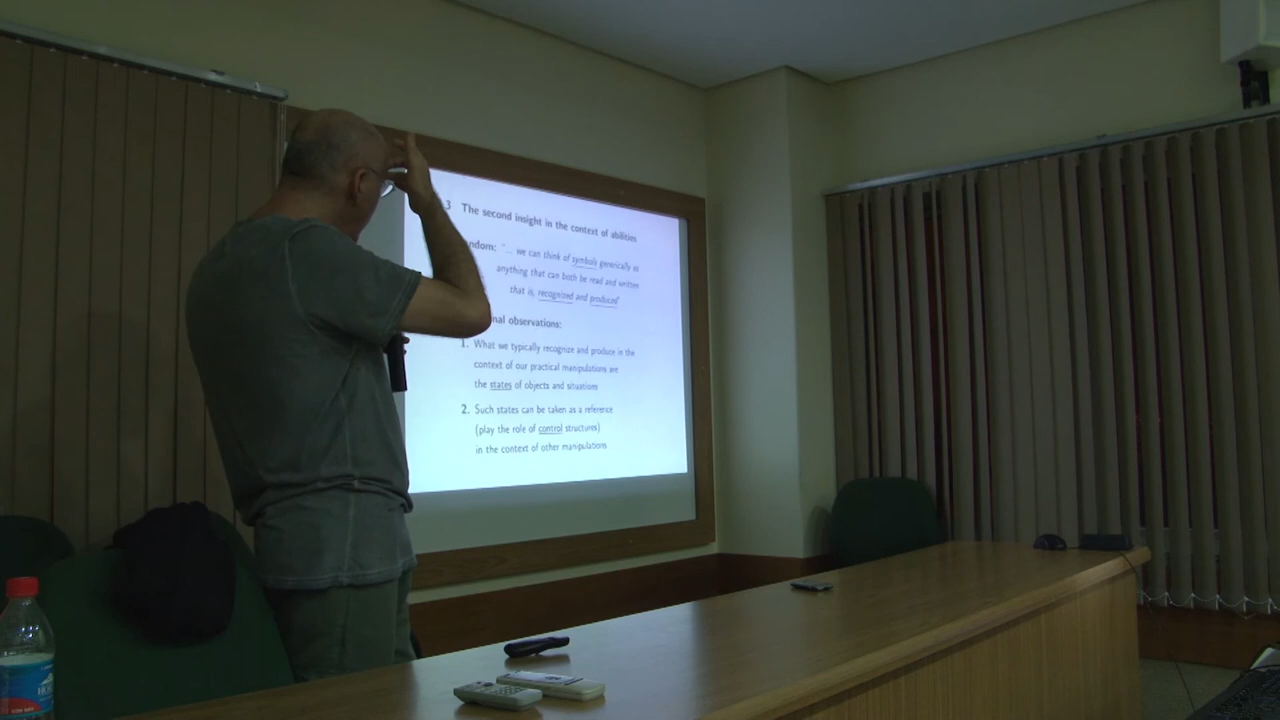 .3 The second insight in the context of abilities
ndom: "... we can think of symbols generically as
anything that can both be read and written
that is, recognized and produced"
nal observations:
1. What we typically recognize and produce in the
context of our practical manipulations are
the states of objects and situations
2. Such states can be taken as a reference
(play the role of control structures)
in the context of other manipulations